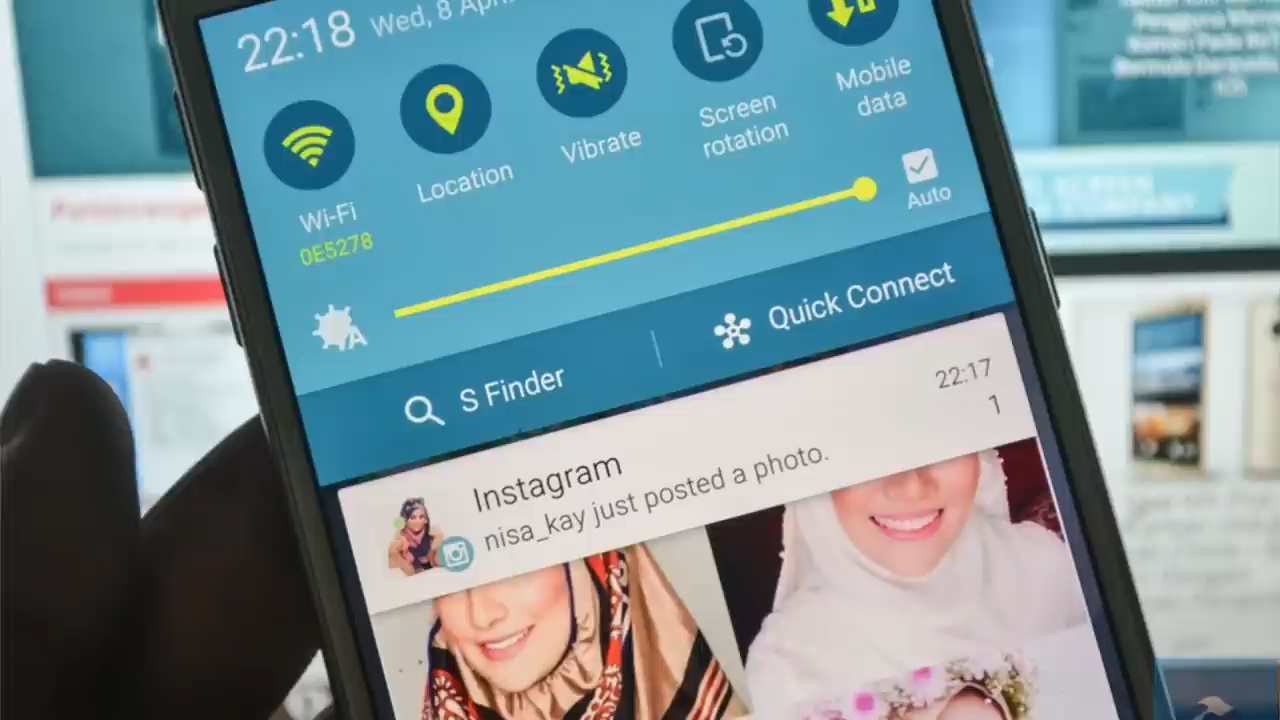 22:18 Wed, 8 Apr
Wi-Fi
0E5278
Location
Vibrate
Screen
rotation
Mobile
data
Auto
S Finder
Quick Connect
Instagram
22:17
nisa_kay just posted a photo.
1